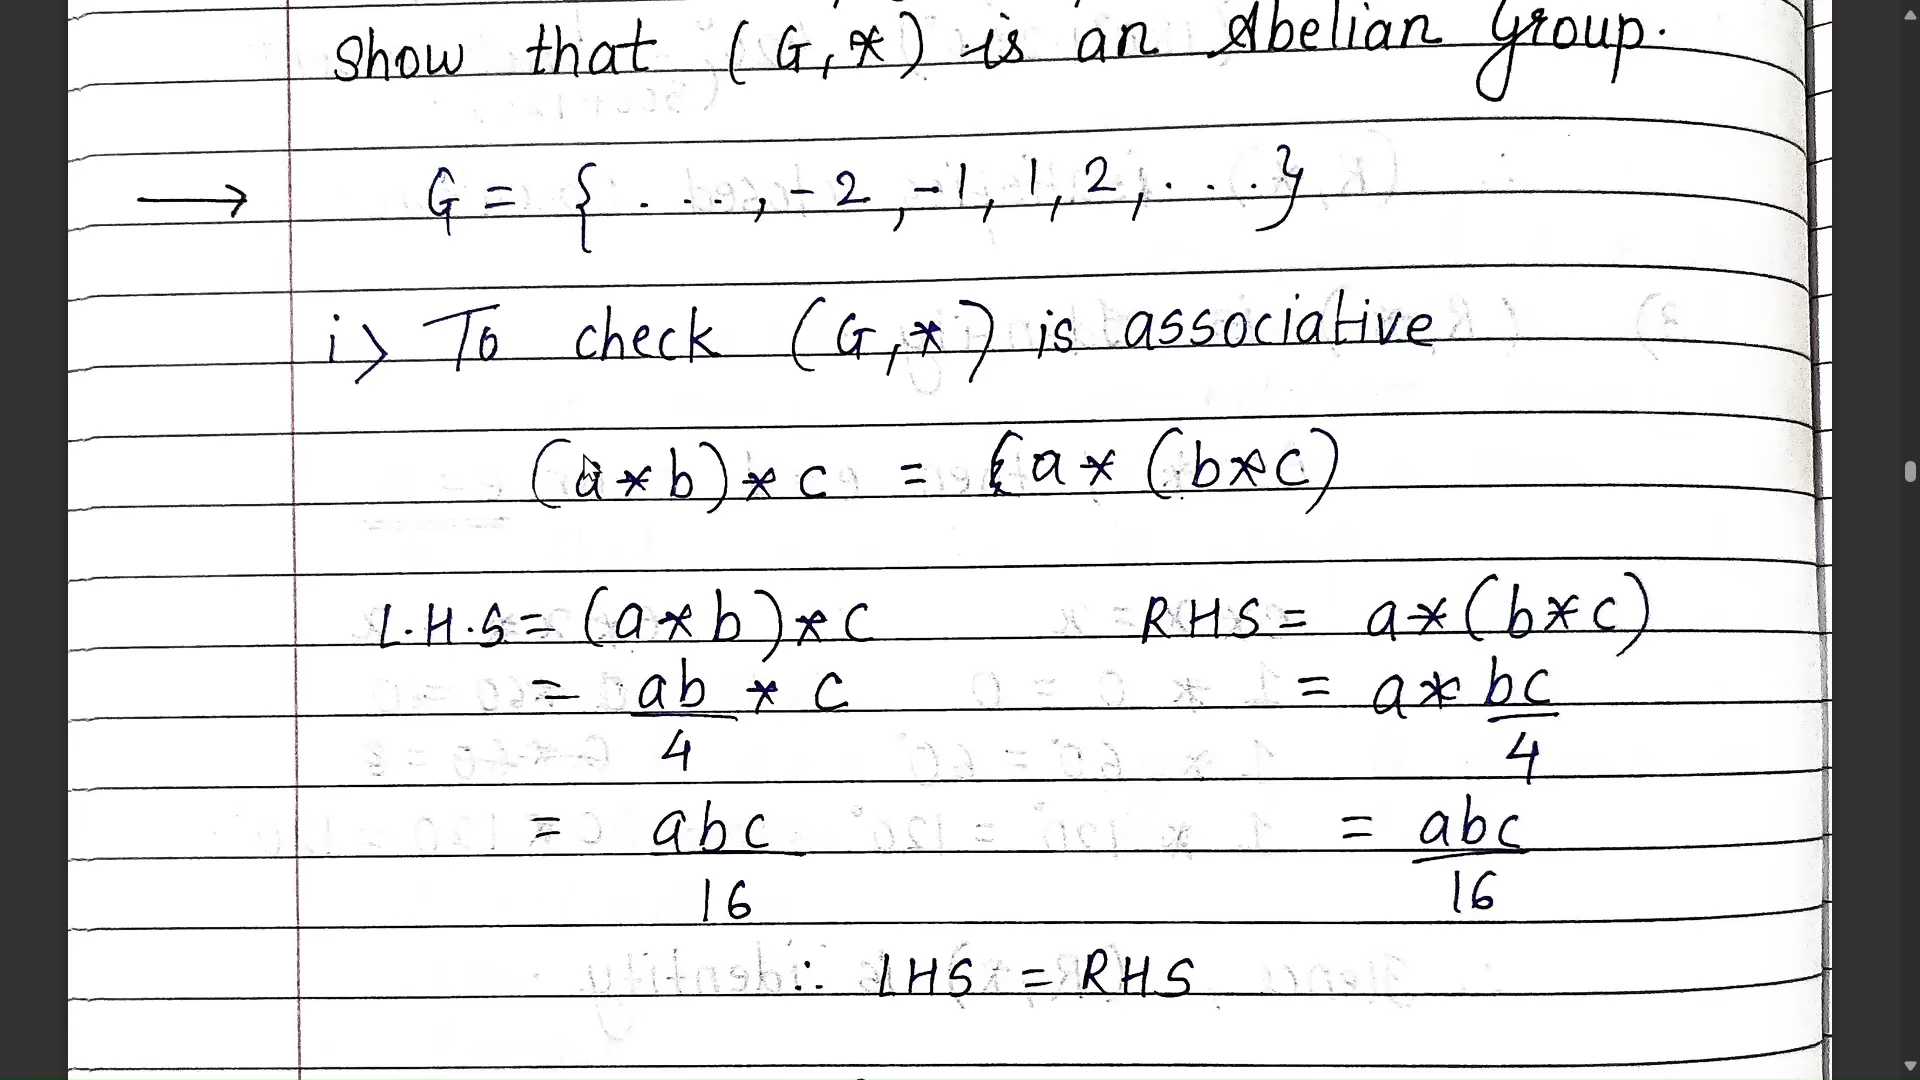 Show that (G, *) is an Abelian Group.
→ G = { ..., -2, -1, 1, 2, ... }
i> To check (G, *) is associative
(a * b) * c = (a * (b * c)
L.H.S = (a * b) * c    RHS = a * (b * c)
= ab/4 * c    = a * bc/4
= abc/16    = abc/16
∴ LHS = RHS